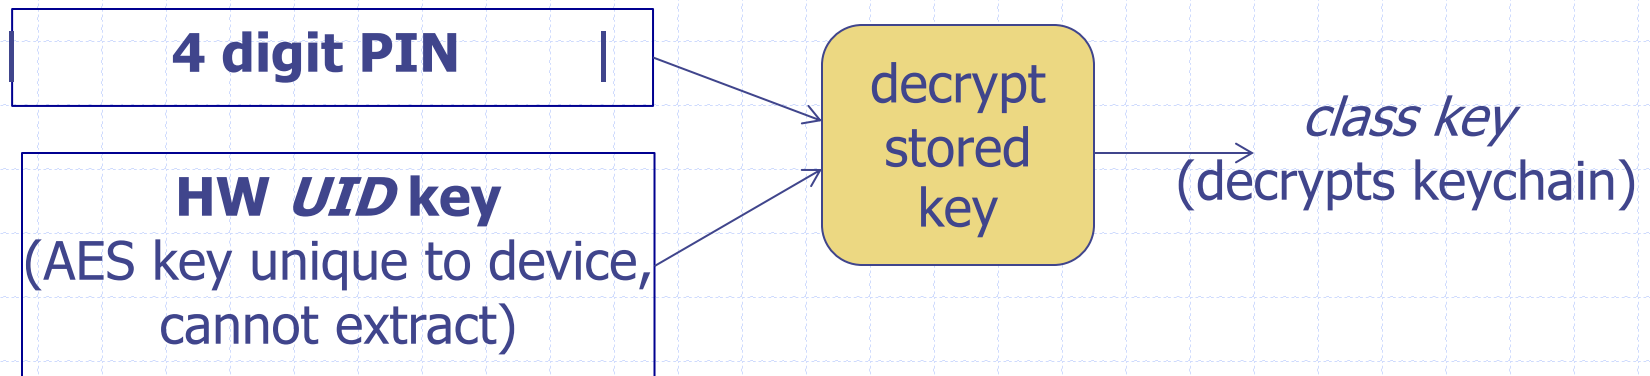 4 digit PIN
HW UID key
(AES key unique to device,
cannot extract)
decrypt
stored
key
class key
(decrypts keychain)